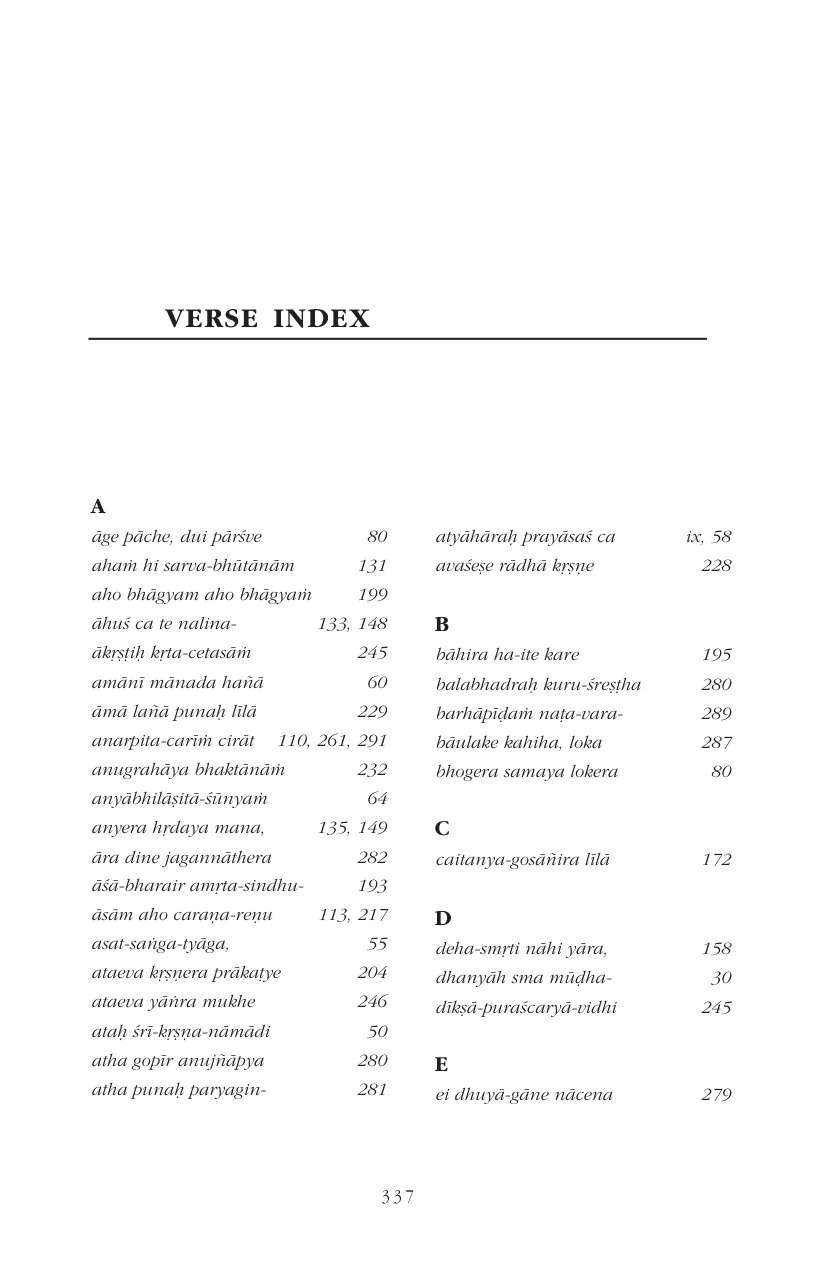 VERSE INDEX
A
āge pāche, dui pārśve 80
ahaṁ hi sarva-bhūtānām 131
aho bhāgyam aho bhāgyaṁ 199
āhuś ca te nalina- 133, 148
ākṛṣṭiḥ kṛta-cetasāṁ 245
amānī mānada hañā 60
āmā lañā punaḥ līlā 229
anarpita-carīṁ cirāt 110, 261, 291
anugrahāya bhaktānāṁ 232
anyābhilāṣitā-śūnyaṁ 64
anyera hṛdaya mana, 135, 149
āra dine jagannāthera 282
āśā-bharair amṛta-sindhu- 193
āsām aho caraṇa-reṇu 113, 217
asat-saṅga-tyāga, 55
ataeva kṛṣṇera prākaṭye 204
ataeva yāṅra mukhe 246
ataḥ śrī-kṛṣṇa-nāmādi 50
atha gopīr anujñāpya 280
atha punaḥ paryagin- 281
atyāhāraḥ prayāsaś ca ix, 58
avaśeṣe rādhā kṛṣṇe 228
B
bāhira ha-ite kare 195
balabhadraḥ kuru-śreṣṭha 280
barhāpīḍaṁ naṭa-vara- 289
bāulake kahiha, loka 287
bhogera samaya lokera 80
C
caitanya-gosāñira līlā 172
D
deha-smṛti nāhi yāra, 158
dhanyāh sma mūḍha- 30
dīkṣā-puraścaryā-vidhi 245
E
ei dhuyā-gāne nācena 279
337